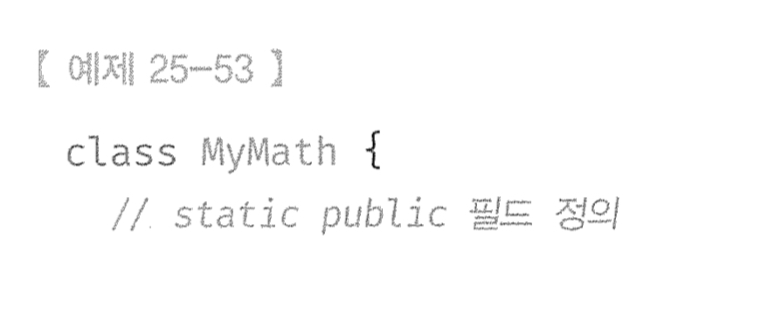 【 예제 25-53 】
class MyMath {
// static public 필드 정의